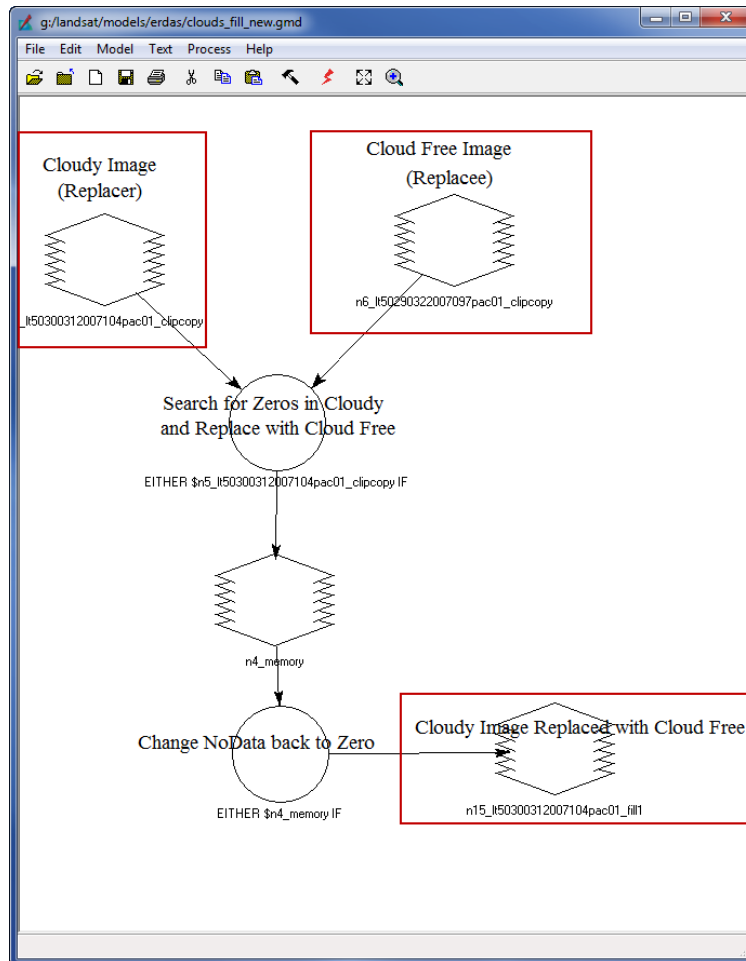 g:/landsat/models/erdas/clouds_fill_new.gmd
File Edit Model Text Process Help
Cloudy Image
(Replacer)
Cloud Free Image
(Replacee)
_lt50300312007104pac01_clipcopy
n6_lt50290322007097pac01_clipcopy
Search for Zeros in Cloudy
and Replace with Cloud Free
EITHER $n5_lt50300312007104pac01_clipcopy IF
n4_memory
Change NoData back to Zero
Cloudy Image Replaced with Cloud Free
EITHER $n4_memory IF
n15_lt50300312007104pac01_fill1